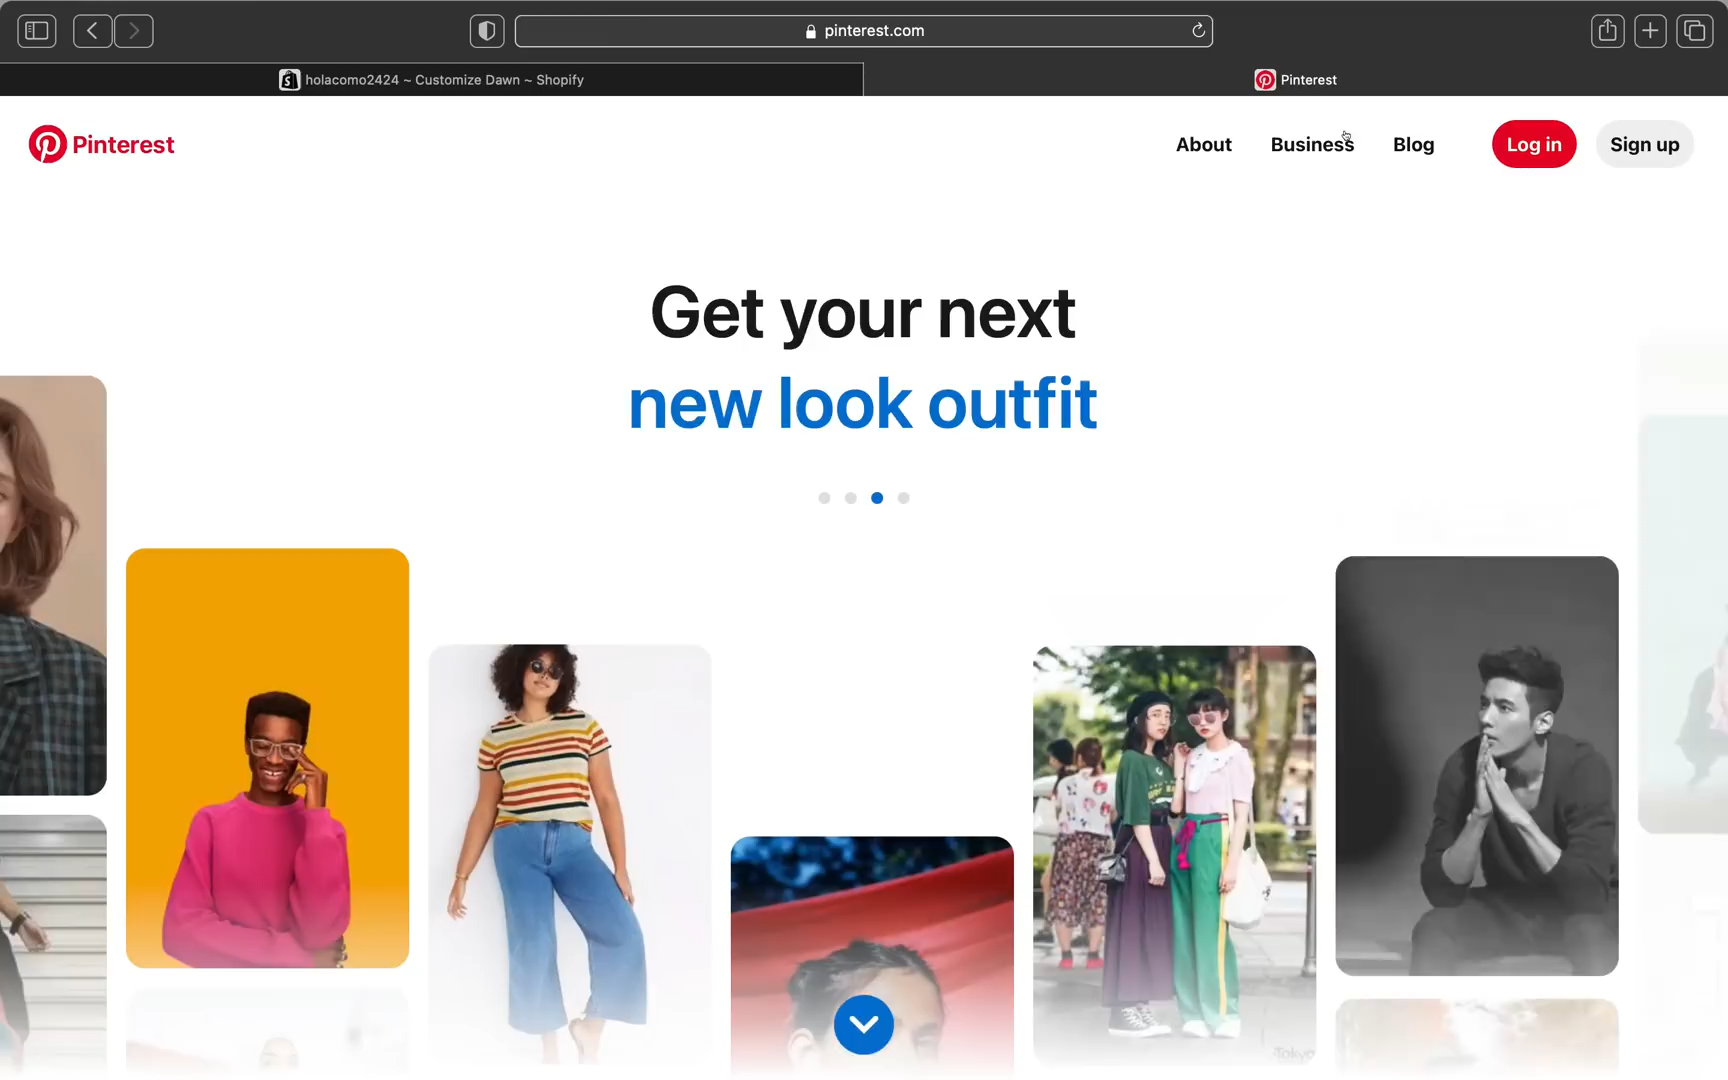 pinterest.com
holacomo2424 ~ Customize Dawn ~ Shopify
Pinterest
Pinterest
About
Business
Blog
Log in
Sign up
Get your next
new look outfit
Tokyo